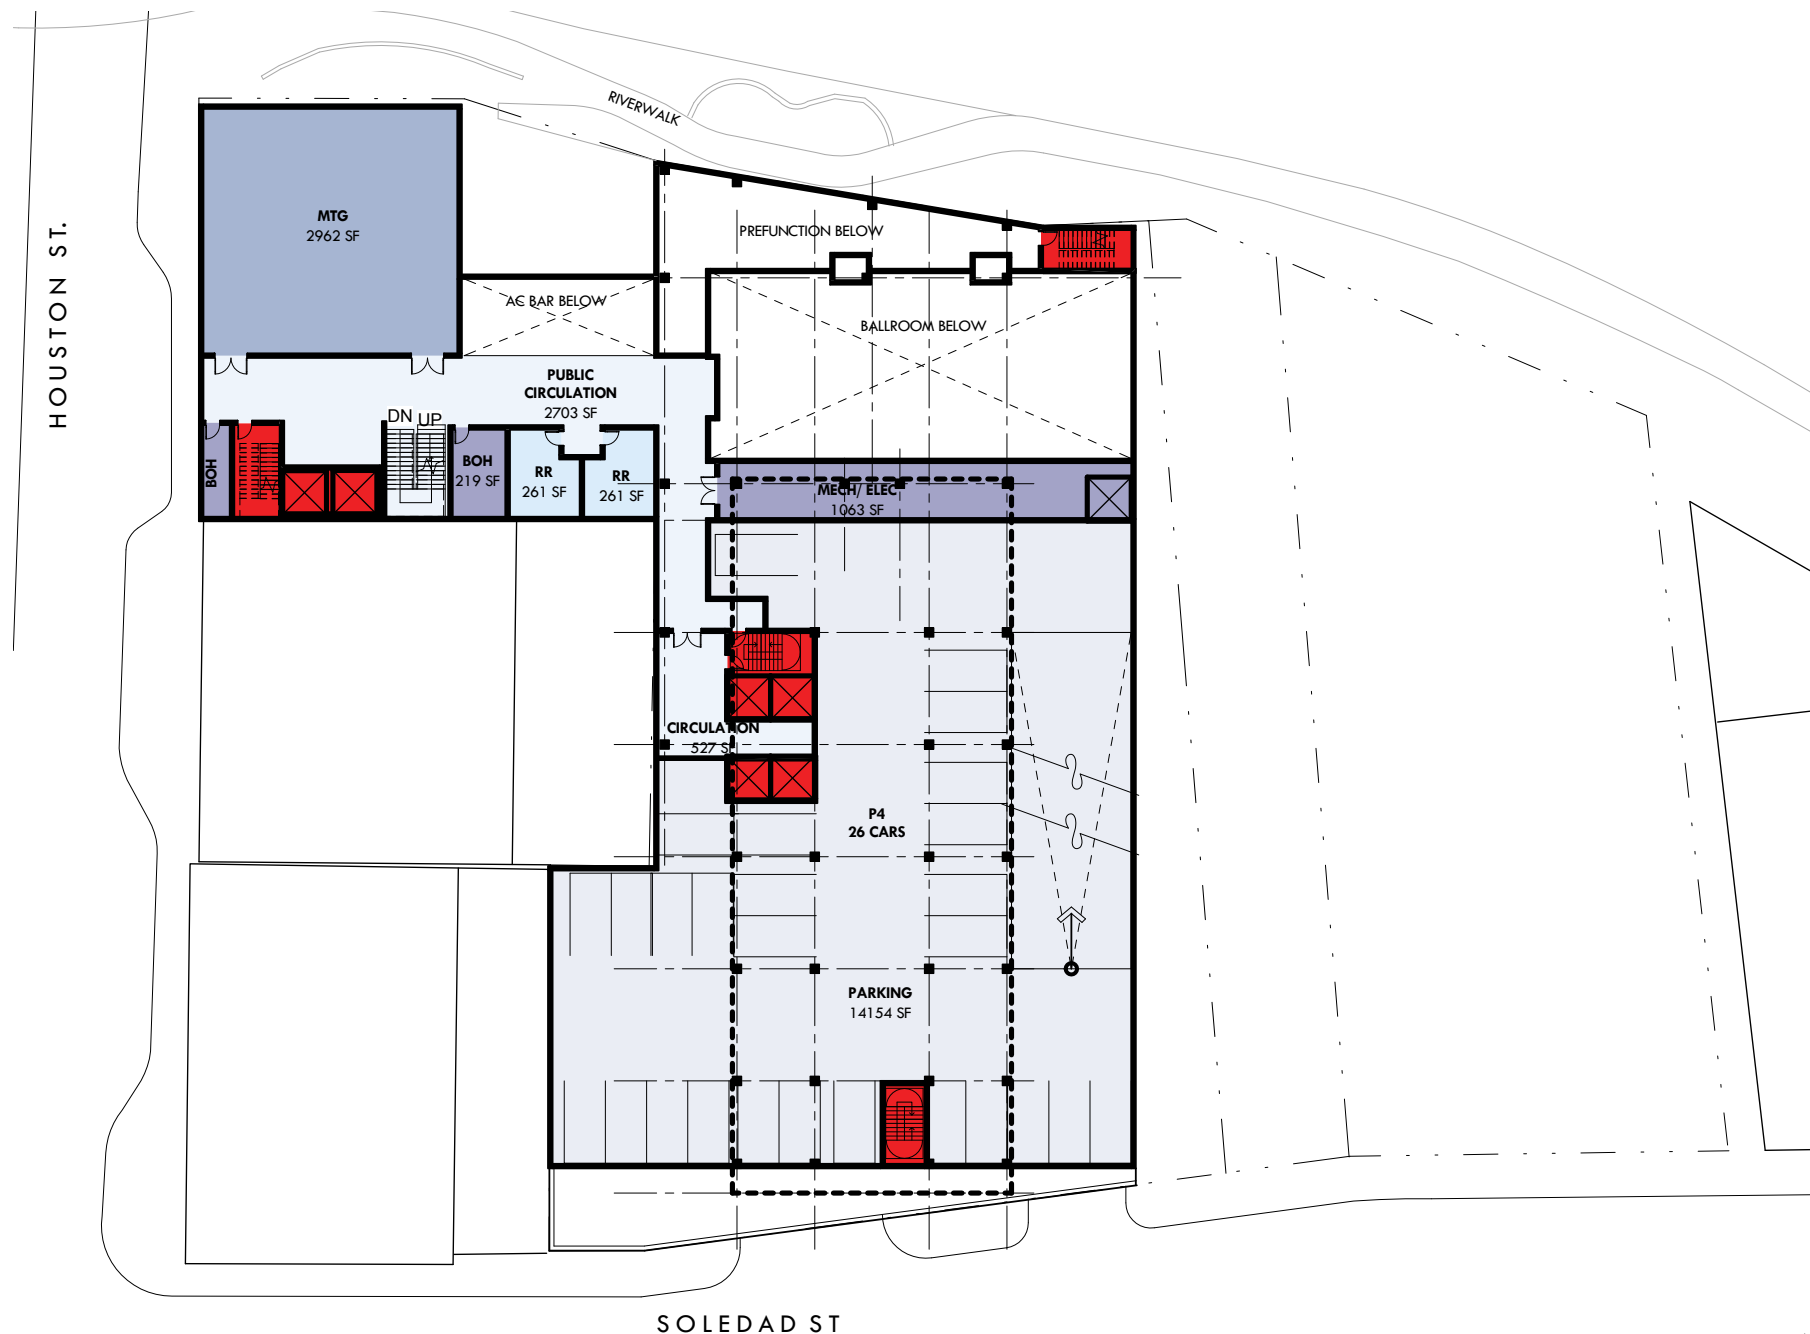 RIVERWALK
HOUSTON ST.
MTG
2962 SF
PREFUNCTION BELOW
AC BAR BELOW
BALLROOM BELOW
PUBLIC
CIRCULATION
2703 SF
DN UP
BOH
BOH
219 SF
RR
261 SF
RR
261 SF
MECH/ ELEC
1063 SF
CIRCULATION
527 SF
P4
26 CARS
PARKING
14154 SF
SOLEDAD ST